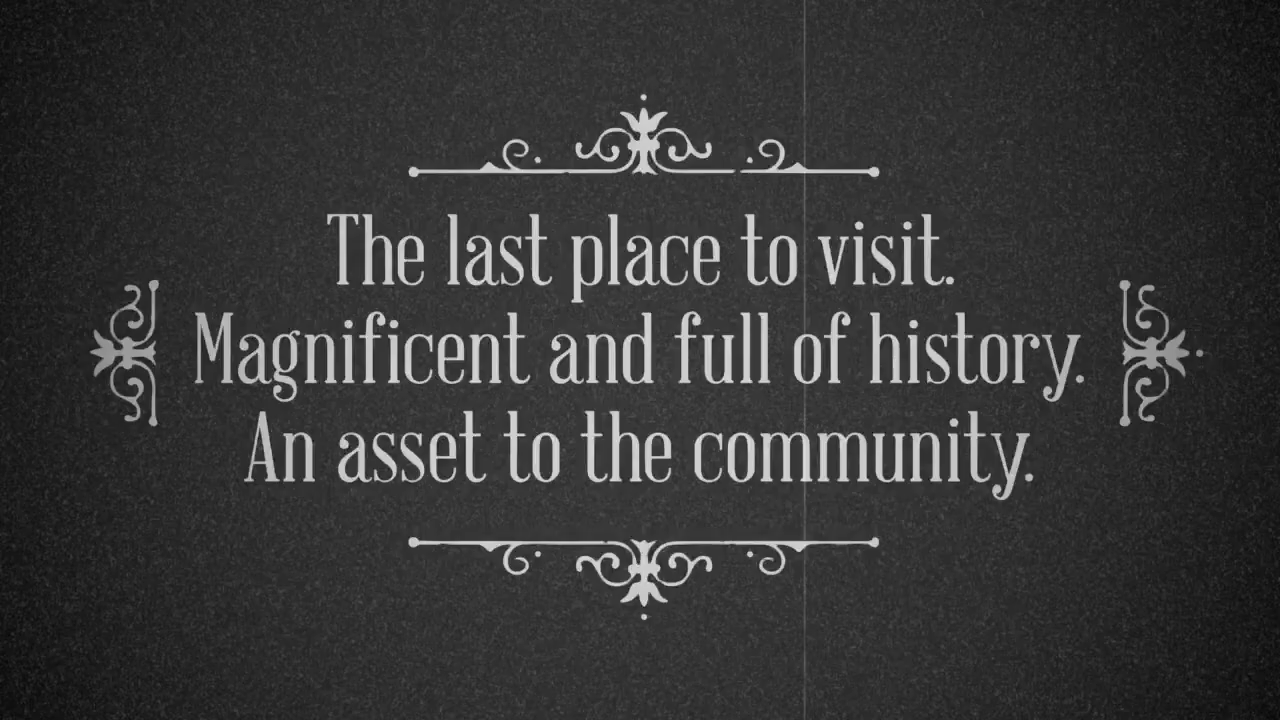 The last place to visit.
Magnificent and full of history.
An asset to the community.